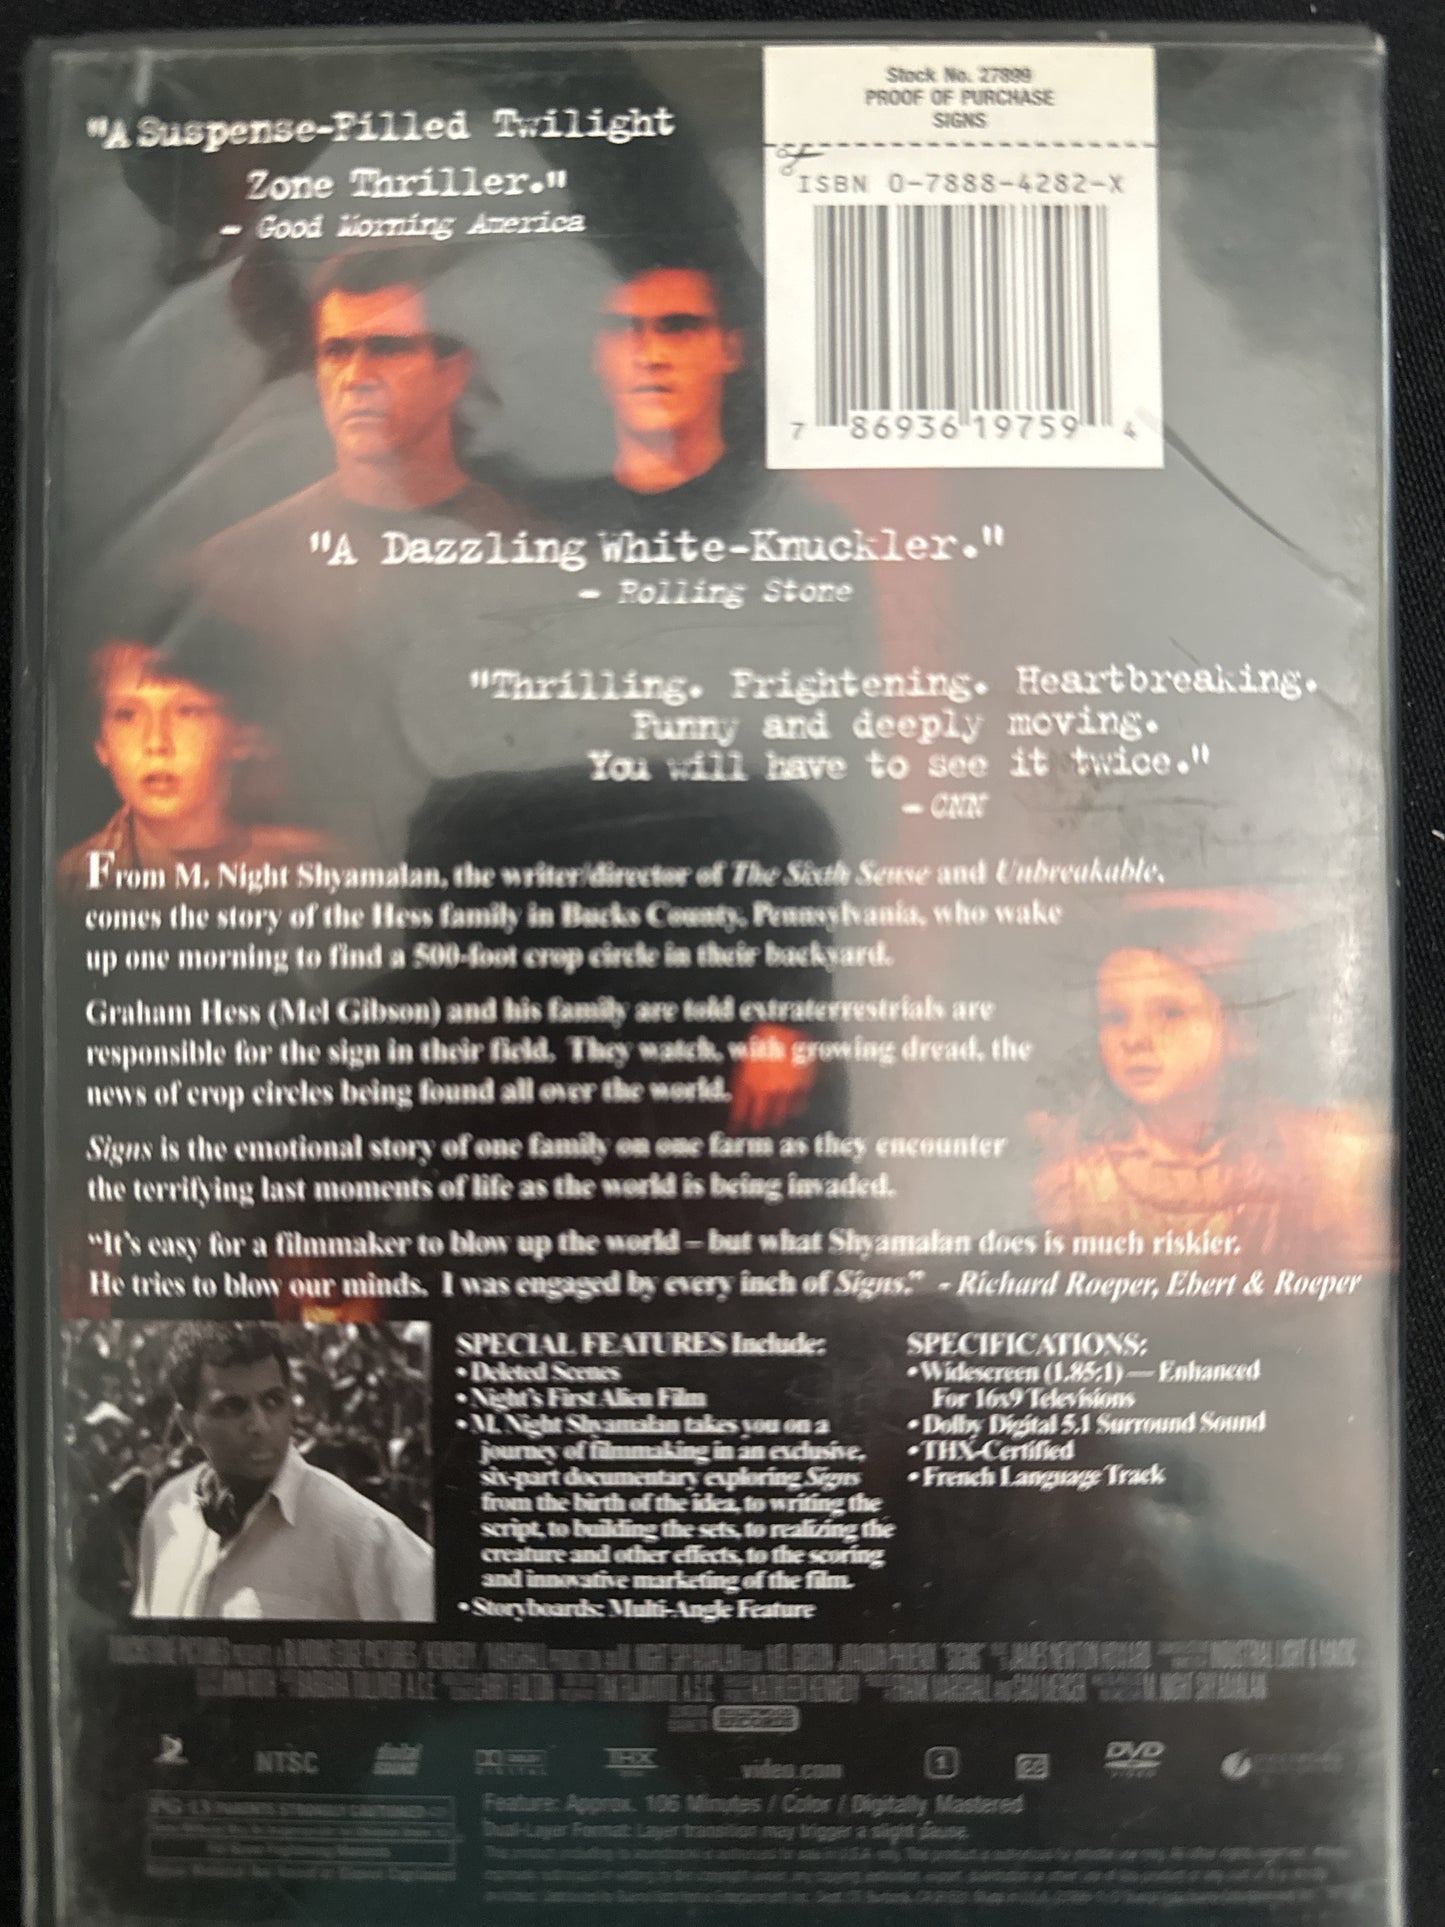 "A Suspense-Filled Twilight
Zone Thriller."
- Good Morning America
Stock No. 27899
PROOF OF PURCHASE
SIGNS
ISBN 0-7888-4282-X
7 86936 19759 4
"A Dazzling White-Knuckler."
- Rolling Stone
"Thrilling. Frightening. Heartbreaking.
Funny and deeply moving.
You will have to see it twice."
- CNN
From M. Night Shyamalan, the writer/director of The Sixth Sense and Unbreakable,
comes the story of the Hess family in Bucks County, Pennsylvania, who wake
up one morning to find a 500-foot crop circle in their backyard.
Graham Hess (Mel Gibson) and his family are told extraterrestrials are
responsible for the sign in their field. They watch, with growing dread, the
news of crop circles being found all over the world.
Signs is the emotional story of one family on one farm as they encounter
the terrifying last moments of life as the world is being invaded.
"It's easy for a filmmaker to blow up the world – but what Shyamalan does is much riskier.
He tries to blow our minds. I was engaged by every inch of Signs." - Richard Roeper, Ebert & Roeper
SPECIAL FEATURES Include:
• Deleted Scenes
• Night's First Alien Film
• M. Night Shyamalan takes you on a
journey of filmmaking in an exclusive,
six-part documentary exploring Signs
from the birth of the idea, to writing the
script, to building the sets, to realizing the
creature and other effects, to the scoring
and innovative marketing of the film.
• Storyboards: Multi-Angle Feature
SPECIFICATIONS:
• Widescreen (1.85:1) — Enhanced
For 16x9 Televisions
• Dolby Digital 5.1 Surround Sound
• THX-Certified
• French Language Track
NTSC
digital sound
DOLBY DIGITAL
THX
video.com
1
CC
DVD VIDEO
PG-13 PARENTS STRONGLY CAUTIONED
Feature: Approx. 106 Minutes / Color / Digitally Mastered
Dual-Layer Format: Layer transition may trigger a slight pause.